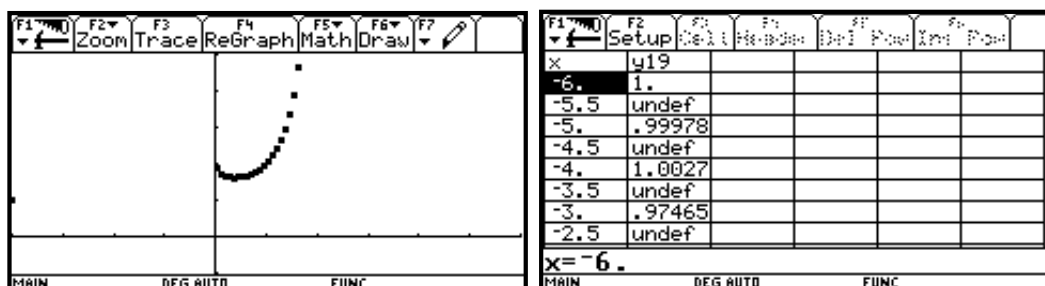 F1 F2 F3 F4 F5 F6 F7
Zoom Trace ReGraph Math Draw
MAIN DEG AUTO FUNC
F1 F2
Setup
x y19
-6. 1.
-5.5 undef
-5. .99978
-4.5 undef
-4. 1.0027
-3.5 undef
-3. .97465
-2.5 undef
x=-6.
MAIN DEG AUTO FUNC